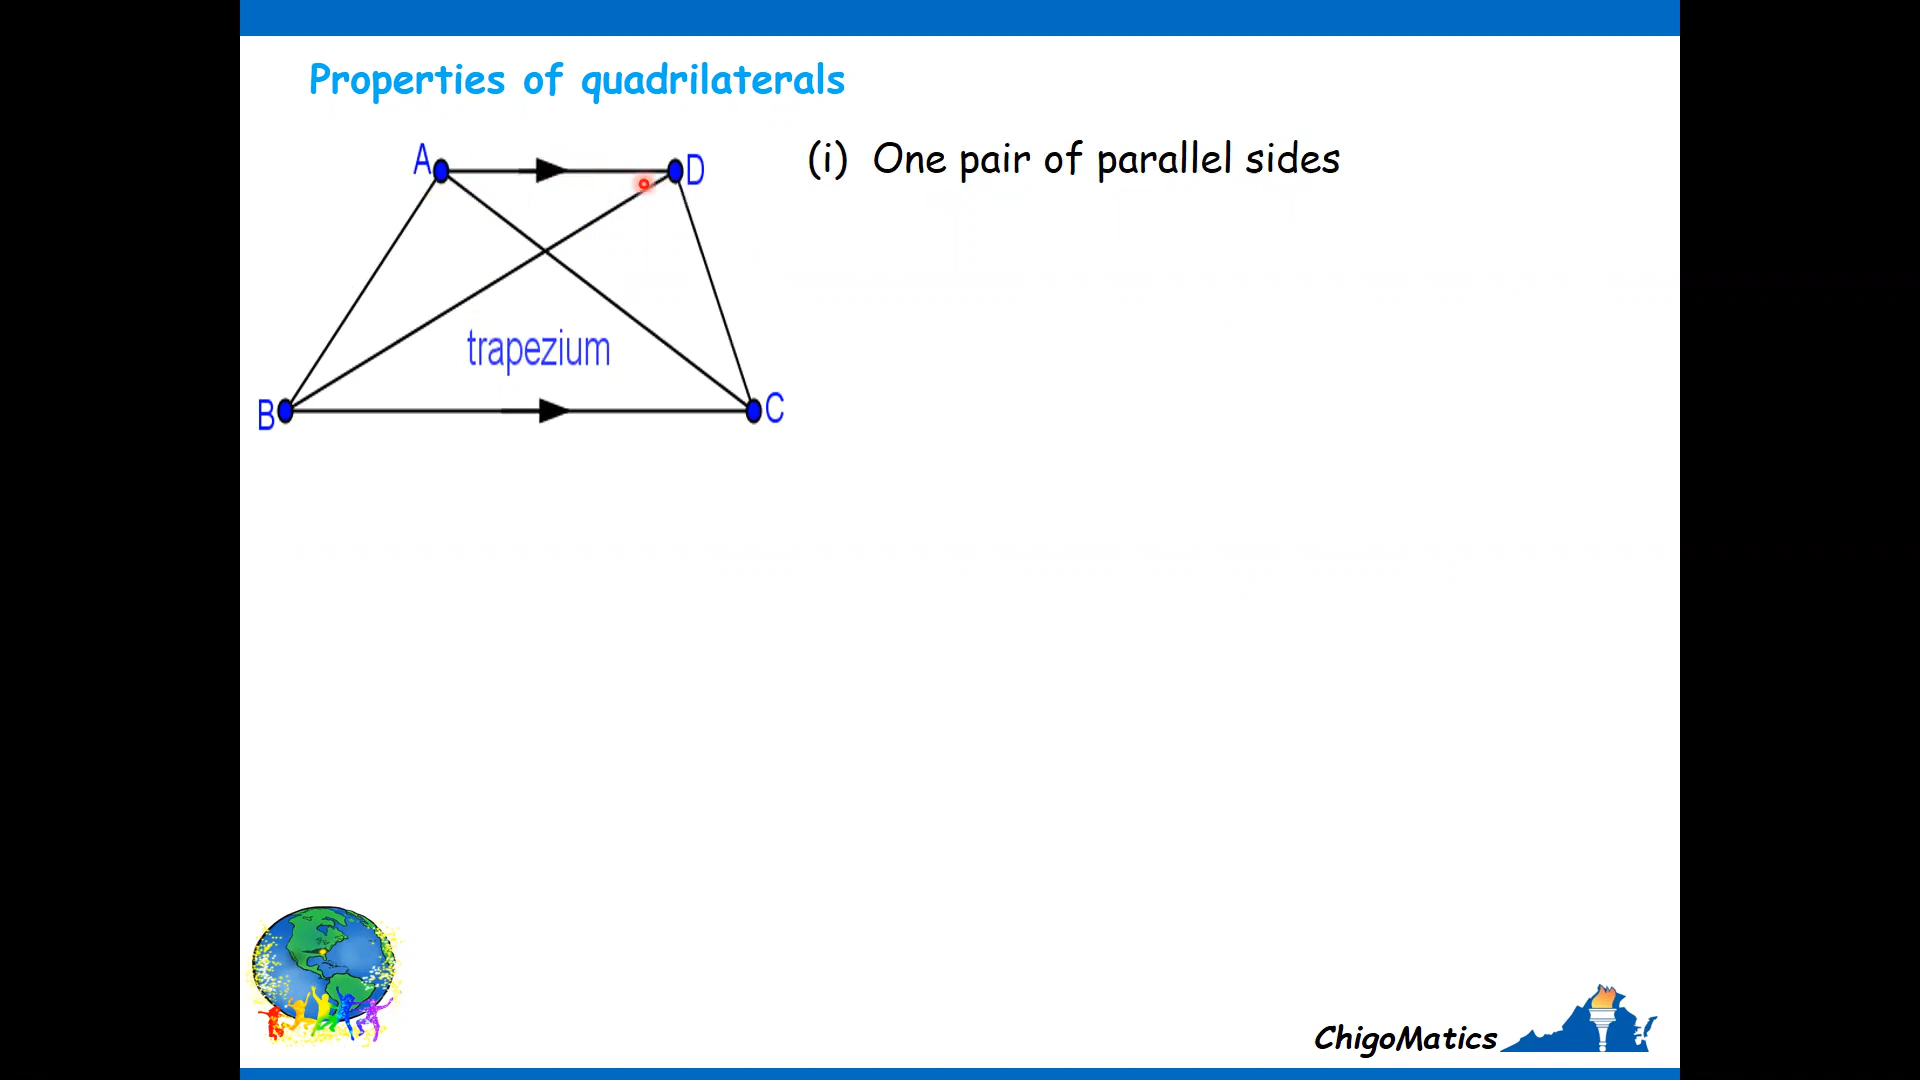 Properties of quadrilaterals
A
D
(i) One pair of parallel sides
trapezium
B
C
ChigoMatics